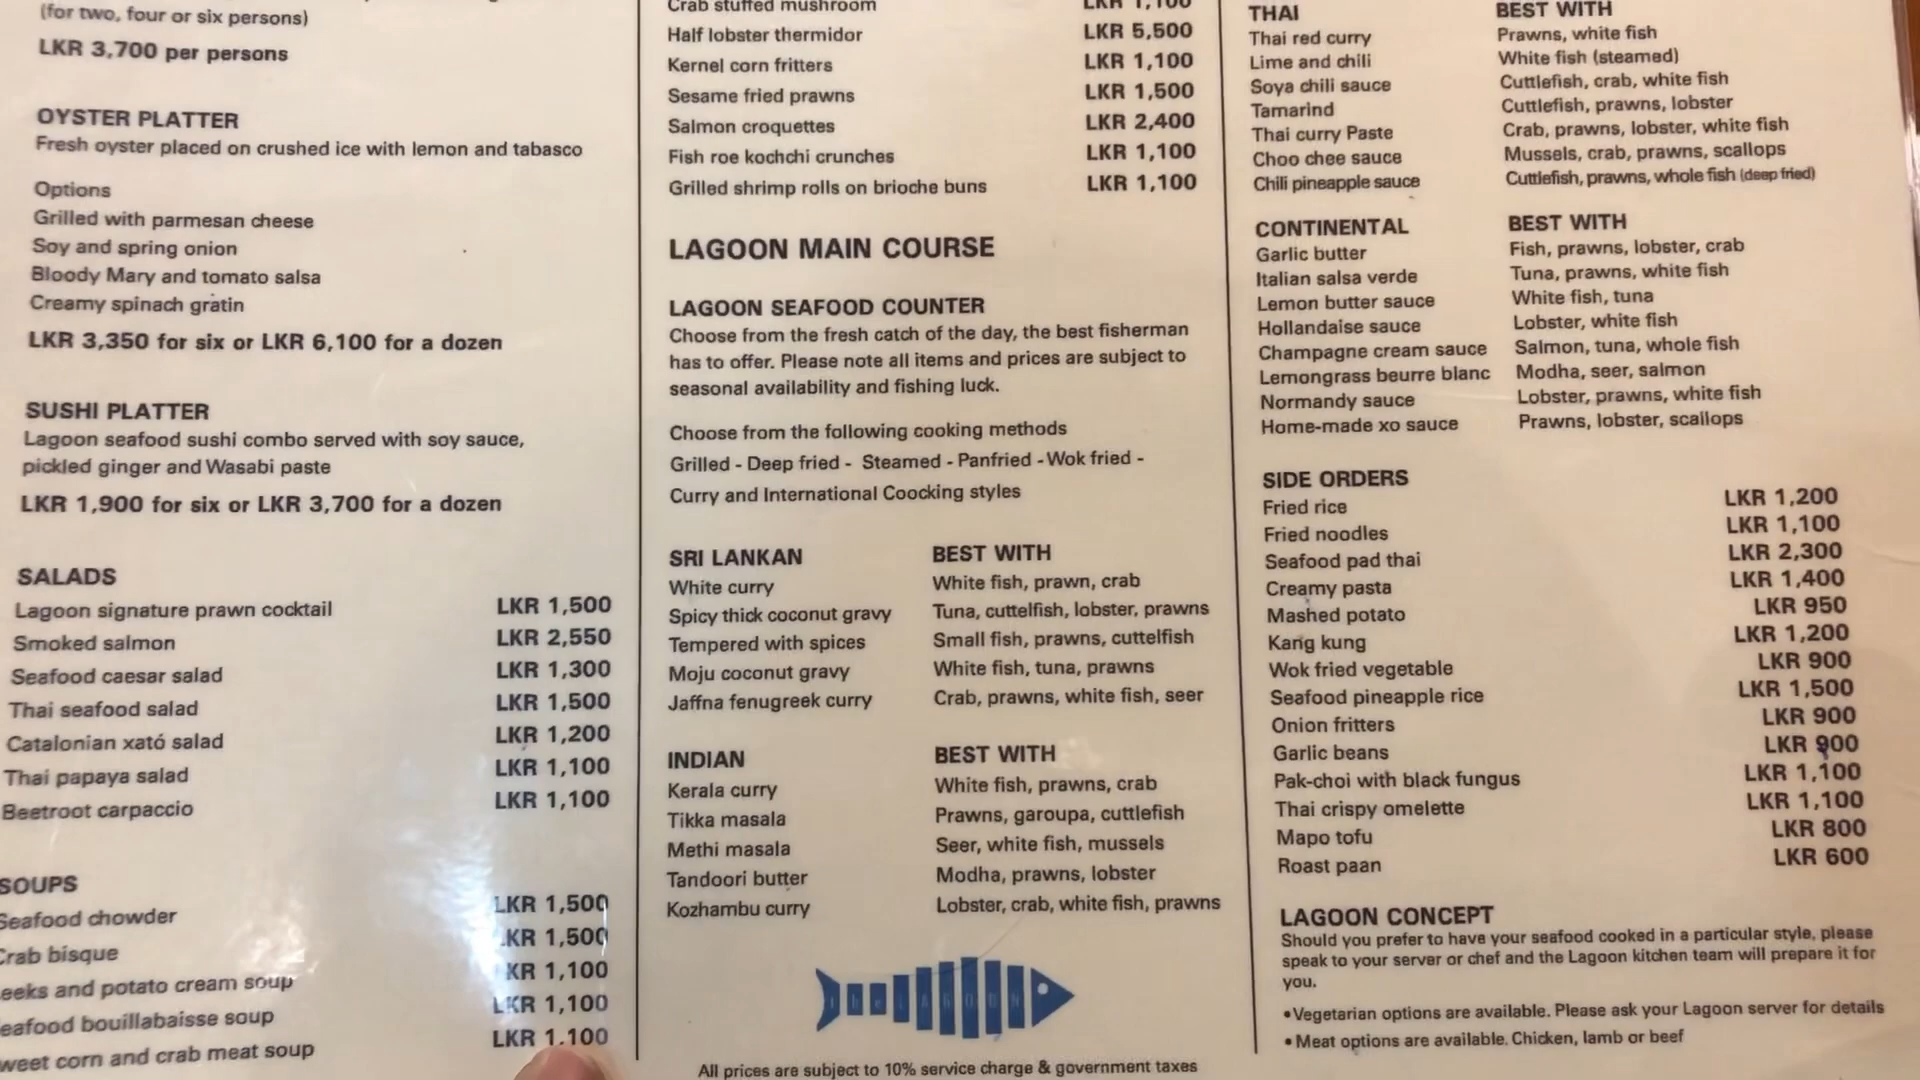 (for two, four or six persons)
LKR 3,700 per persons
OYSTER PLATTER
Fresh oyster placed on crushed ice with lemon and tabasco
Options
Grilled with parmesan cheese
Soy and spring onion
Bloody Mary and tomato salsa
Creamy spinach gratin
LKR 3,350 for six or LKR 6,100 for a dozen
SUSHI PLATTER
Lagoon seafood sushi combo served with soy sauce,
pickled ginger and Wasabi paste
LKR 1,900 for six or LKR 3,700 for a dozen
SALADS
Lagoon signature prawn cocktail LKR 1,500
Smoked salmon LKR 2,550
Seafood caesar salad LKR 1,300
Thai seafood salad LKR 1,500
Catalonian xató salad LKR 1,200
Thai papaya salad LKR 1,100
Beetroot carpaccio LKR 1,100
SOUPS
Seafood chowder LKR 1,500
Crab bisque KR 1,500
eeks and potato cream soup KR 1,100
eafood bouillabaisse soup LKR 1,100
weet corn and crab meat soup LKR 1,100
Crab stuffed mushroom LKR 1,100
Half lobster thermidor LKR 5,500
Kernel corn fritters LKR 1,100
Sesame fried prawns LKR 1,500
Salmon croquettes LKR 2,400
Fish roe kochchi crunches LKR 1,100
Grilled shrimp rolls on brioche buns LKR 1,100
LAGOON MAIN COURSE
LAGOON SEAFOOD COUNTER
Choose from the fresh catch of the day, the best fisherman
has to offer. Please note all items and prices are subject to
seasonal availability and fishing luck.
Choose from the following cooking methods
Grilled - Deep fried - Steamed - Panfried - Wok fried -
Curry and International Coocking styles
SRI LANKAN BEST WITH
White curry White fish, prawn, crab
Spicy thick coconut gravy Tuna, cuttelfish, lobster, prawns
Tempered with spices Small fish, prawns, cuttelfish
Moju coconut gravy White fish, tuna, prawns
Jaffna fenugreek curry Crab, prawns, white fish, seer
INDIAN BEST WITH
Kerala curry White fish, prawns, crab
Tikka masala Prawns, garoupa, cuttlefish
Methi masala Seer, white fish, mussels
Tandoori butter Modha, prawns, lobster
Kozhambu curry Lobster, crab, white fish, prawns
the LAGOON
All prices are subject to 10% service charge & government taxes
THAI BEST WITH
Thai red curry Prawns, white fish
Lime and chili White fish (steamed)
Soya chili sauce Cuttlefish, crab, white fish
Tamarind Cuttlefish, prawns, lobster
Thai curry Paste Crab, prawns, lobster, white fish
Choo chee sauce Mussels, crab, prawns, scallops
Chili pineapple sauce Cuttlefish, prawns, whole fish (deep fried)
CONTINENTAL BEST WITH
Garlic butter Fish, prawns, lobster, crab
Italian salsa verde Tuna, prawns, white fish
Lemon butter sauce White fish, tuna
Hollandaise sauce Lobster, white fish
Champagne cream sauce Salmon, tuna, whole fish
Lemongrass beurre blanc Modha, seer, salmon
Normandy sauce Lobster, prawns, white fish
Home-made xo sauce Prawns, lobster, scallops
SIDE ORDERS
Fried rice LKR 1,200
Fried noodles LKR 1,100
Seafood pad thai LKR 2,300
Creamy pasta LKR 1,400
Mashed potato LKR 950
Kang kung LKR 1,200
Wok fried vegetable LKR 900
Seafood pineapple rice LKR 1,500
Onion fritters LKR 900
Garlic beans LKR 900
Pak-choi with black fungus LKR 1,100
Thai crispy omelette LKR 1,100
Mapo tofu LKR 800
Roast paan LKR 600
LAGOON CONCEPT
Should you prefer to have your seafood cooked in a particular style, please
speak to your server or chef and the Lagoon kitchen team will prepare it for
you.
•Vegetarian options are available. Please ask your Lagoon server for details
•Meat options are available. Chicken, lamb or beef